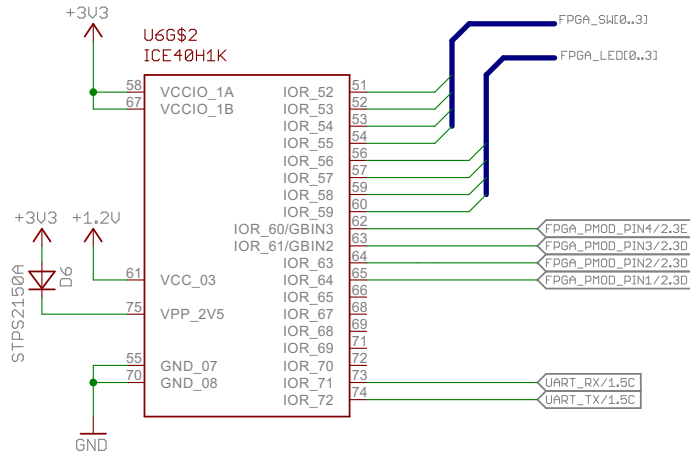 +3V3
U6G$2
ICE40H1K
FPGA_SW[0..3]
FPGA_LED[0..3]
58 VCCIO_1A IOR_52 51
67 VCCIO_1B IOR_53 52
IOR_54 53
IOR_55 54
IOR_56 56
IOR_57 57
IOR_58 59
IOR_59 60
+3V3 +1.2V
IOR_60/GBIN3 62 FPGA_PMOD_PIN4/2.3E
IOR_61/GBIN2 63 FPGA_PMOD_PIN3/2.3D
IOR_63 64 FPGA_PMOD_PIN2/2.3D
61 VCC_03 IOR_64 65 FPGA_PMOD_PIN1/2.3D
STPS2150A D6
IOR_65 66
75 VPP_2V5 IOR_67 68
IOR_68 69
IOR_69 71
55 GND_07 IOR_70 72
70 GND_08 IOR_71 73 UART_RX/1.5C
IOR_72 74 UART_TX/1.5C
GND